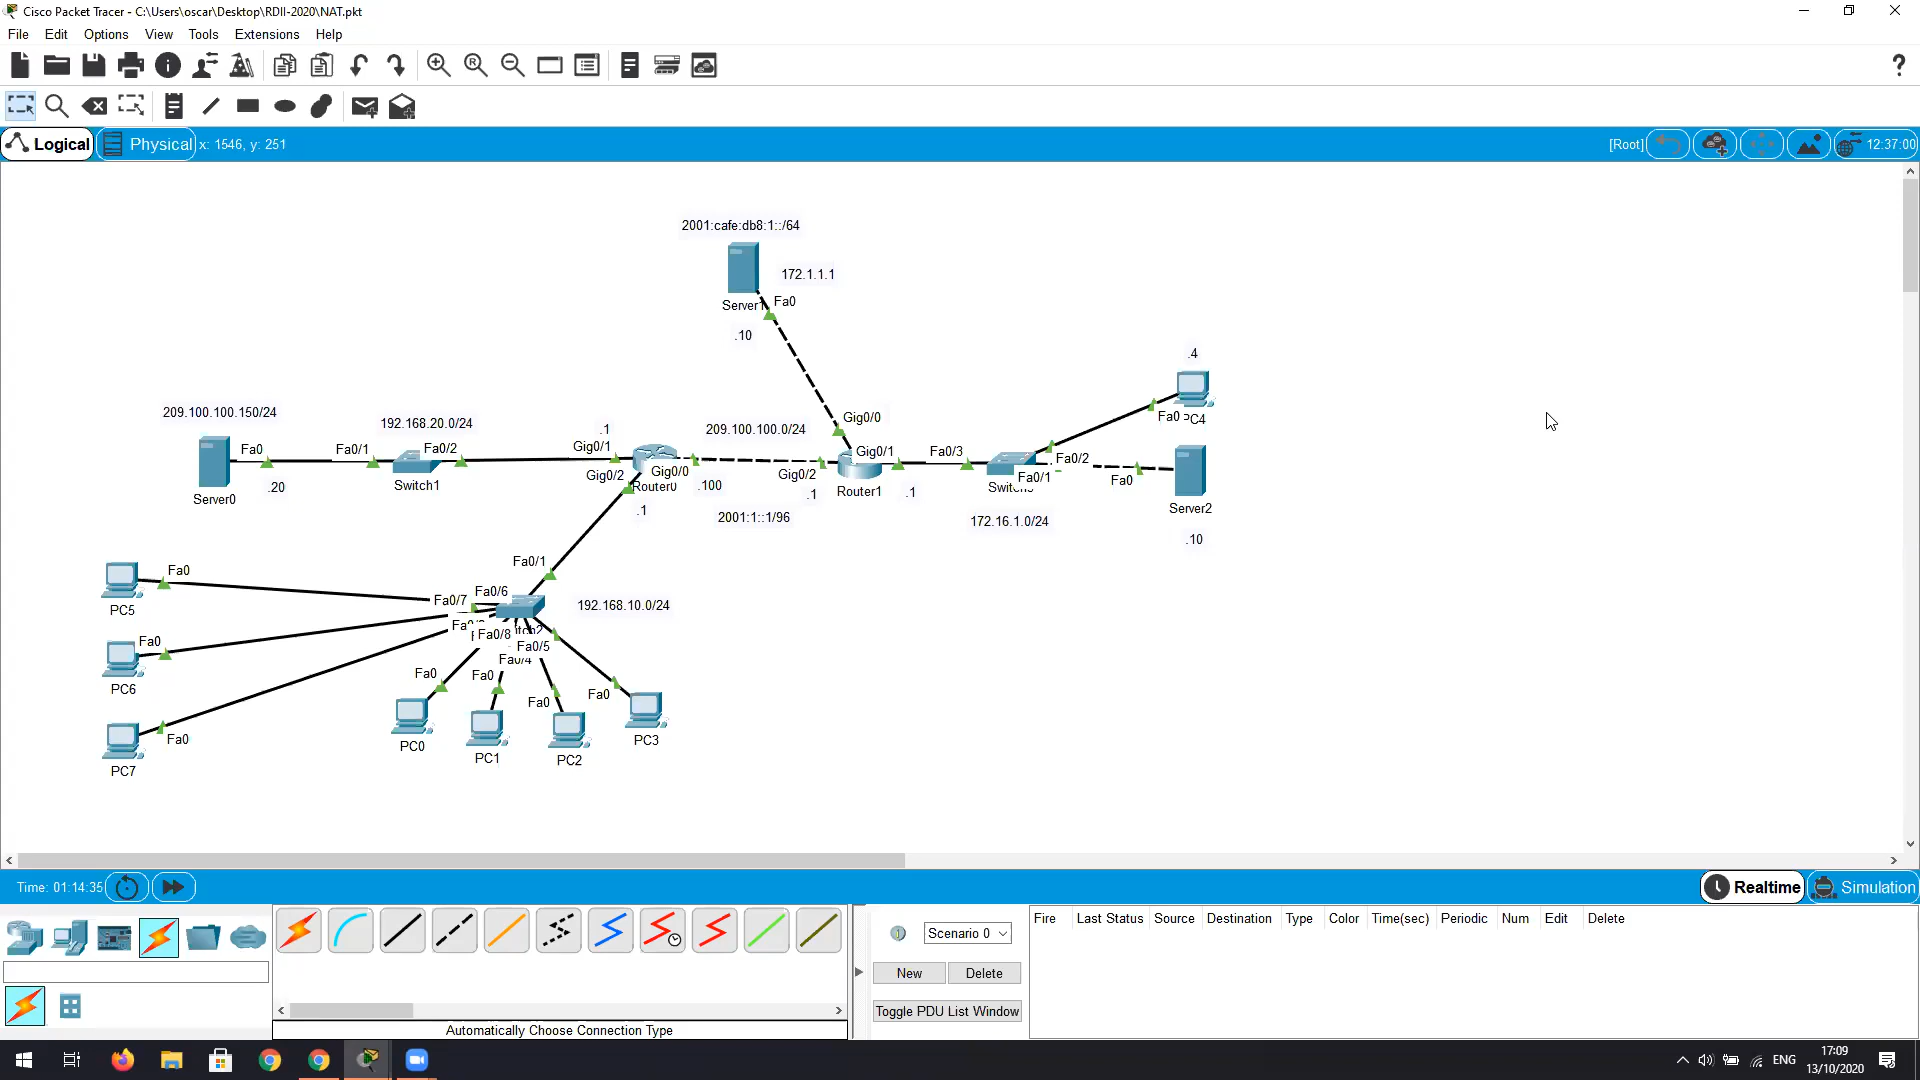 Cisco Packet Tracer - C:\Users\oscar\Desktop\RDII-2020\NAT.pkt
File Edit Options View Tools Extensions Help
Logical Physical x: 1546, y: 251 [Root] 12:37:00
2001:cafe:db8:1::/64
172.1.1.1
Server1 Fa0
.10
.4
Fa0 PC4
209.100.100.150/24
192.168.20.0/24
.1
209.100.100.0/24
Gig0/0
Fa0 Fa0/1 Fa0/2 Gig0/1 Gig0/1 Fa0/3 Fa0/2
Gig0/2 Gig0/0 Gig0/2 Fa0/1 Fa0
Server0 .20 Switch1 Router0 .100 .1 Router1 .1
.1
2001:1::1/96
172.16.1.0/24
Server2
.10
Fa0/1
Fa0
PC5
Fa0/7 Fa0/6
192.168.10.0/24
Fa0/8
Fa0/5
Fa0/4
Fa0
PC6
Fa0 Fa0 Fa0 Fa0
Fa0
PC7
PC0 PC1 PC2 PC3
Time: 01:14:35 Realtime Simulation
Scenario 0
New Delete
Toggle PDU List Window
Fire Last Status Source Destination Type Color Time(sec) Periodic Num Edit Delete
Automatically Choose Connection Type
ENG
17:09
13/10/2020